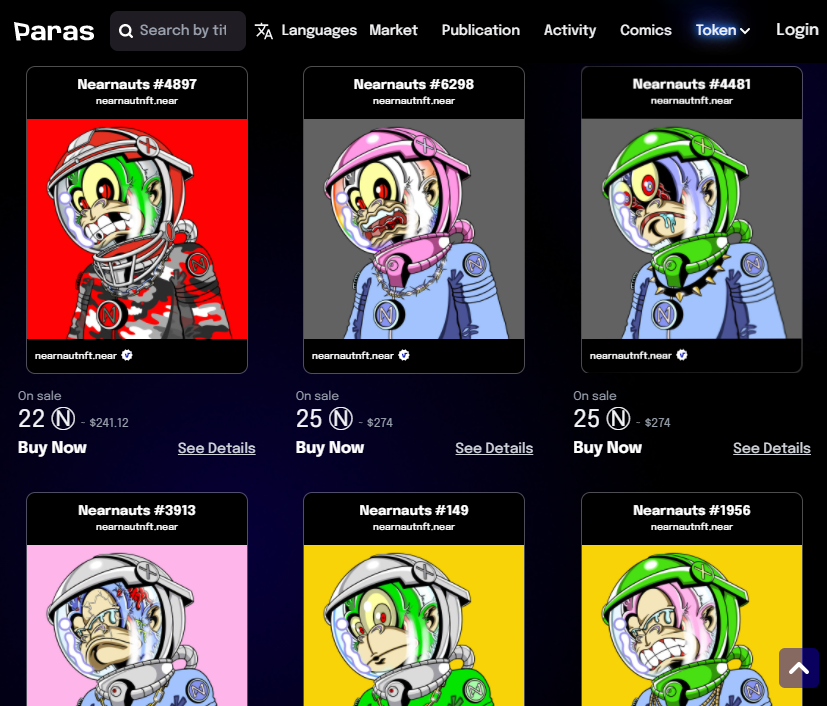 Paras Search by tit Languages Market Publication Activity Comics Token Login
Nearnauts #4897 Nearnauts #6298 Nearnauts #4481
nearnautnft.near nearnautnft.near nearnautnft.near
nearnautnft.near nearnautnft.near nearnautnft.near
On sale On sale On sale
22 N - $241.12 25 N - $274 25 N - $274
Buy Now See Details Buy Now See Details Buy Now See Details
Nearnauts #3913 Nearnauts #149 Nearnauts #1956
nearnautnft.near nearnautnft.near nearnautnft.near